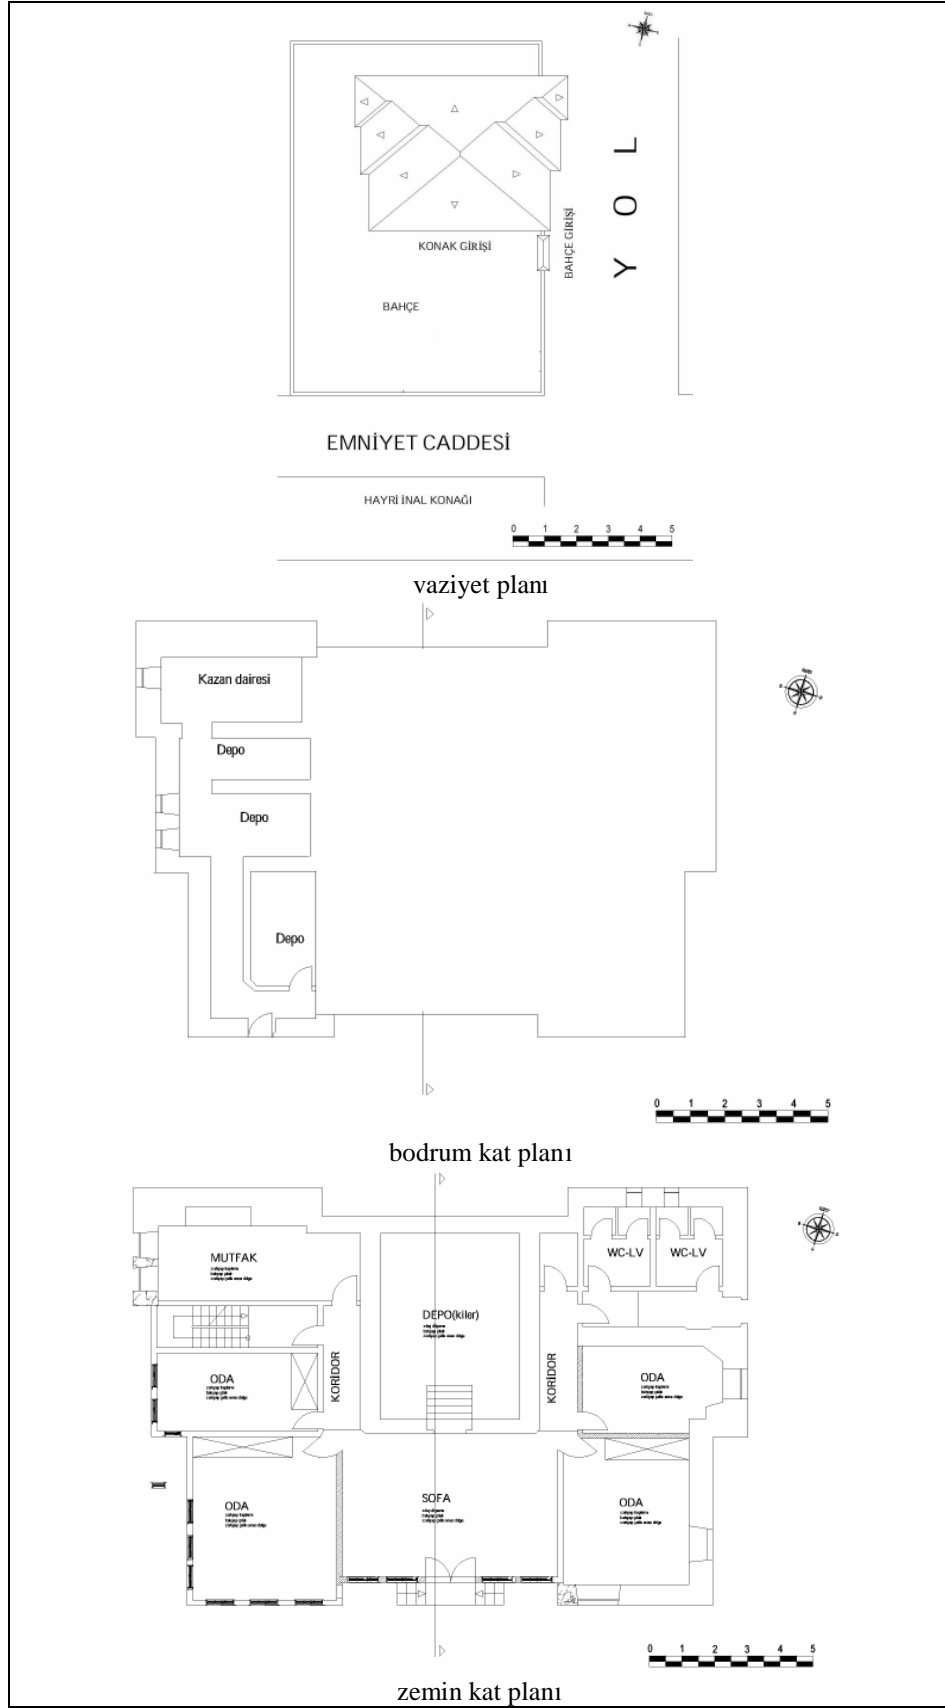 KONAK GİRİŞİ
BAHÇE GİRİŞİ
Y O L
BAHÇE
EMNİYET CADDESİ
HAYRİ İNAL KONAĞI
0 1 2 3 4 5
vaziyet planı
Kazan dairesi
Depo
Depo
Depo
0 1 2 3 4 5
bodrum kat planı
MUTFAK
WC-LV
WC-LV
DEPO(kiler)
KORİDOR
KORİDOR
ODA
ODA
SOFA
ODA
ODA
0 1 2 3 4 5
zemin kat planı